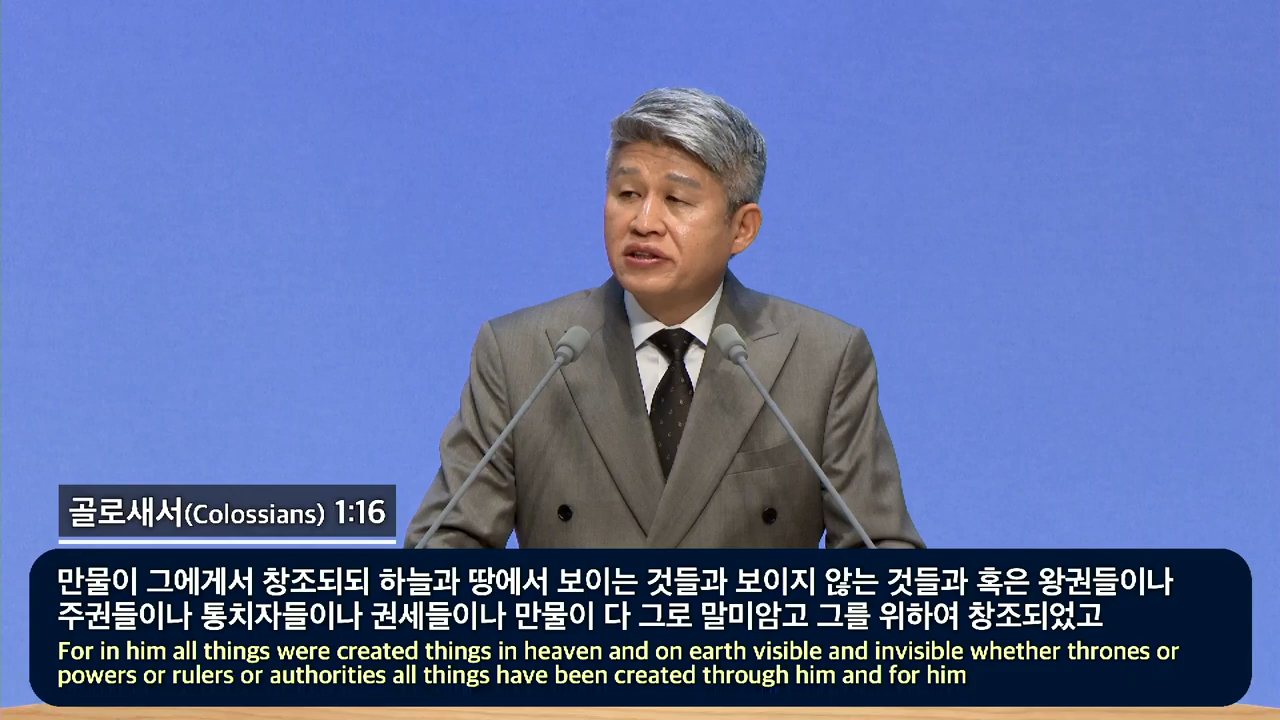 골로새서(Colossians) 1:16
만물이 그에게서 창조되되 하늘과 땅에서 보이는 것들과 보이지 않는 것들과 혹은 왕권들이나
주권들이나 통치자들이나 권세들이나 만물이 다 그로 말미암고 그를 위하여 창조되었고
For in him all things were created things in heaven and on earth visible and invisible whether thrones or
powers or rulers or authorities all things have been created through him and for him